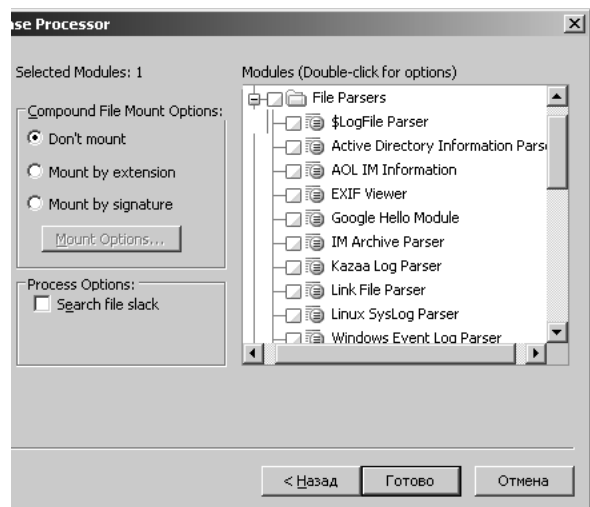 ase Processor
Selected Modules: 1
Modules (Double-click for options)
Compound File Mount Options:
Don't mount
Mount by extension
Mount by signature
Mount Options...
Process Options:
Search file slack
File Parsers
$LogFile Parser
Active Directory Information Parse
AOL IM Information
EXIF Viewer
Google Hello Module
IM Archive Parser
Kazaa Log Parser
Link File Parser
Linux SysLog Parser
Windows Event Log Parser
< Назад
Готово
Отмена